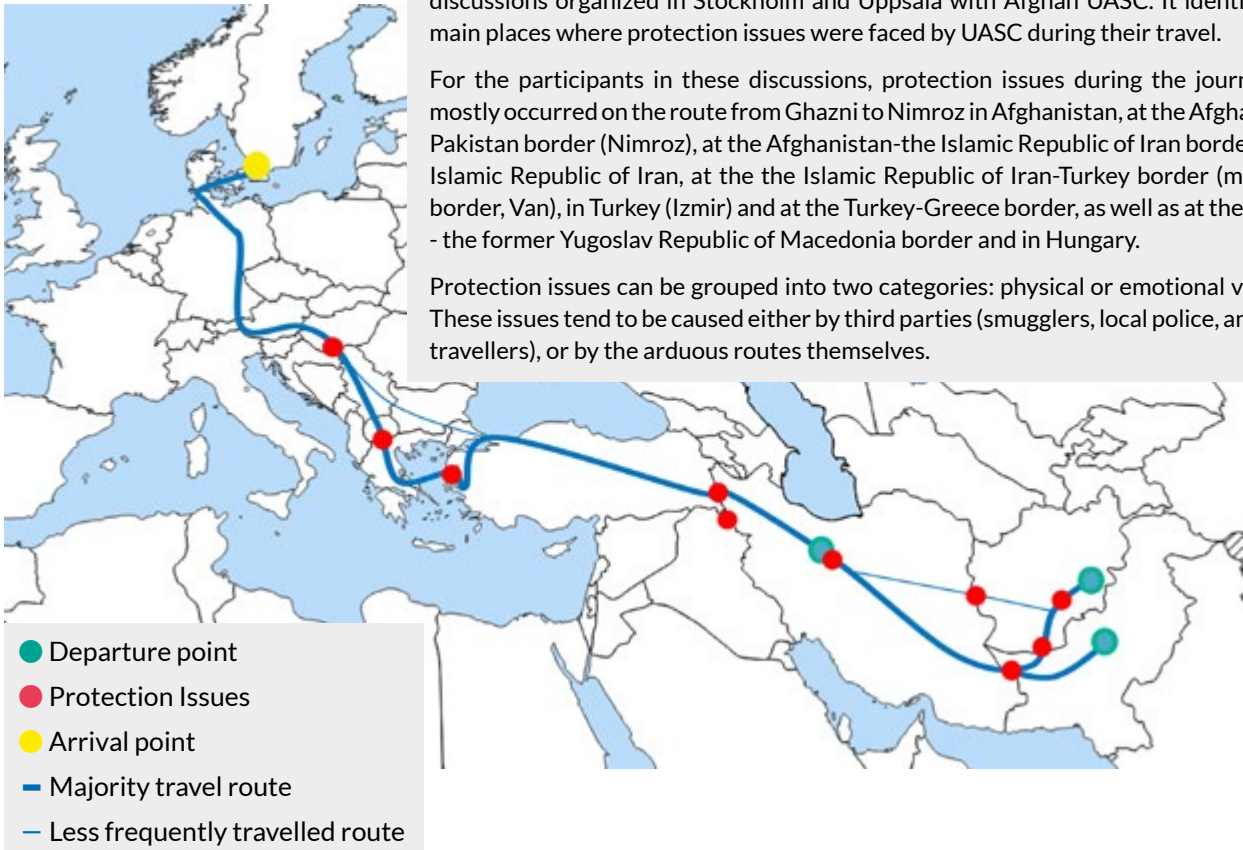 discussions organized in Stockholm and Uppsala with Afghan UASC. It identi
main places where protection issues were faced by UASC during their travel.
For the participants in these discussions, protection issues during the journ
mostly occurred on the route from Ghazni to Nimroz in Afghanistan, at the Afgha
Pakistan border (Nimroz), at the Afghanistan-the Islamic Republic of Iran borde
Islamic Republic of Iran, at the the Islamic Republic of Iran-Turkey border (m
border, Van), in Turkey (Izmir) and at the Turkey-Greece border, as well as at the
- the former Yugoslav Republic of Macedonia border and in Hungary.
Protection issues can be grouped into two categories: physical or emotional v
These issues tend to be caused either by third parties (smugglers, local police, an
travellers), or by the arduous routes themselves.
Departure point
Protection Issues
Arrival point
Majority travel route
Less frequently travelled route